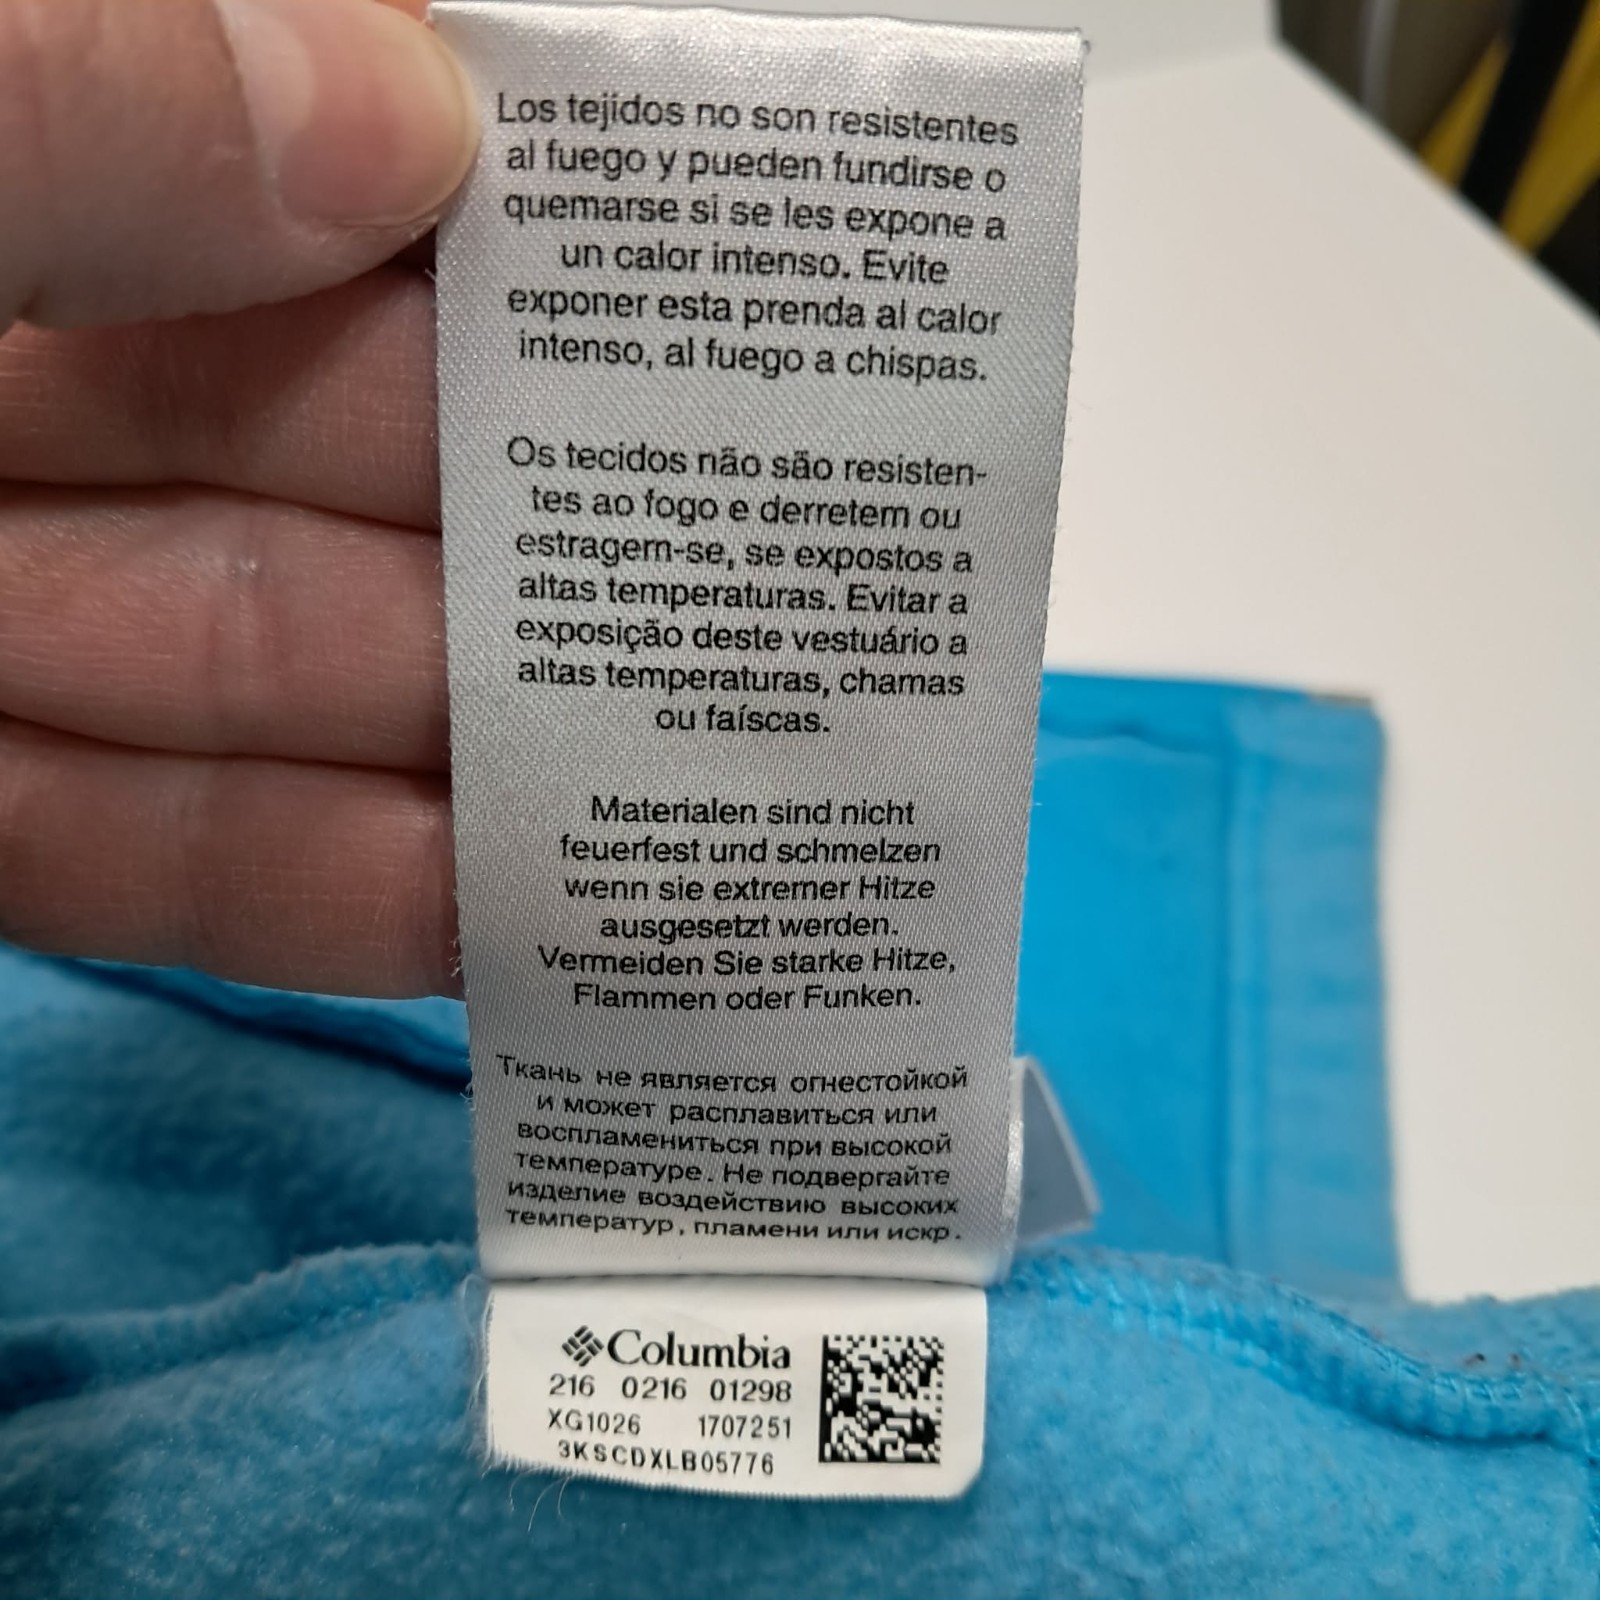 Los tejidos no son resistentes
al fuego y pueden fundirse o
quemarse si se les expone a
un calor intenso. Evite
exponer esta prenda al calor
intenso, al fuego a chispas.
Os tecidos não são resisten-
tes ao fogo e derretem ou
estragem-se, se expostos a
altas temperaturas. Evitar a
exposição deste vestuário a
altas temperaturas, chamas
ou faíscas.
Materialen sind nicht
feuerfest und schmelzen
wenn sie extremer Hitze
ausgesetzt werden.
Vermeiden Sie starke Hitze,
Flammen oder Funken.
Ткань не является огнестойкой
и может расплавиться или
воспламениться при высокой
температуре. Не подвергайте
изделие воздействию высоких
температур, пламени или искр.
Columbia
216 0216 01298
XG1026 1707251
3KSCDXLB05776